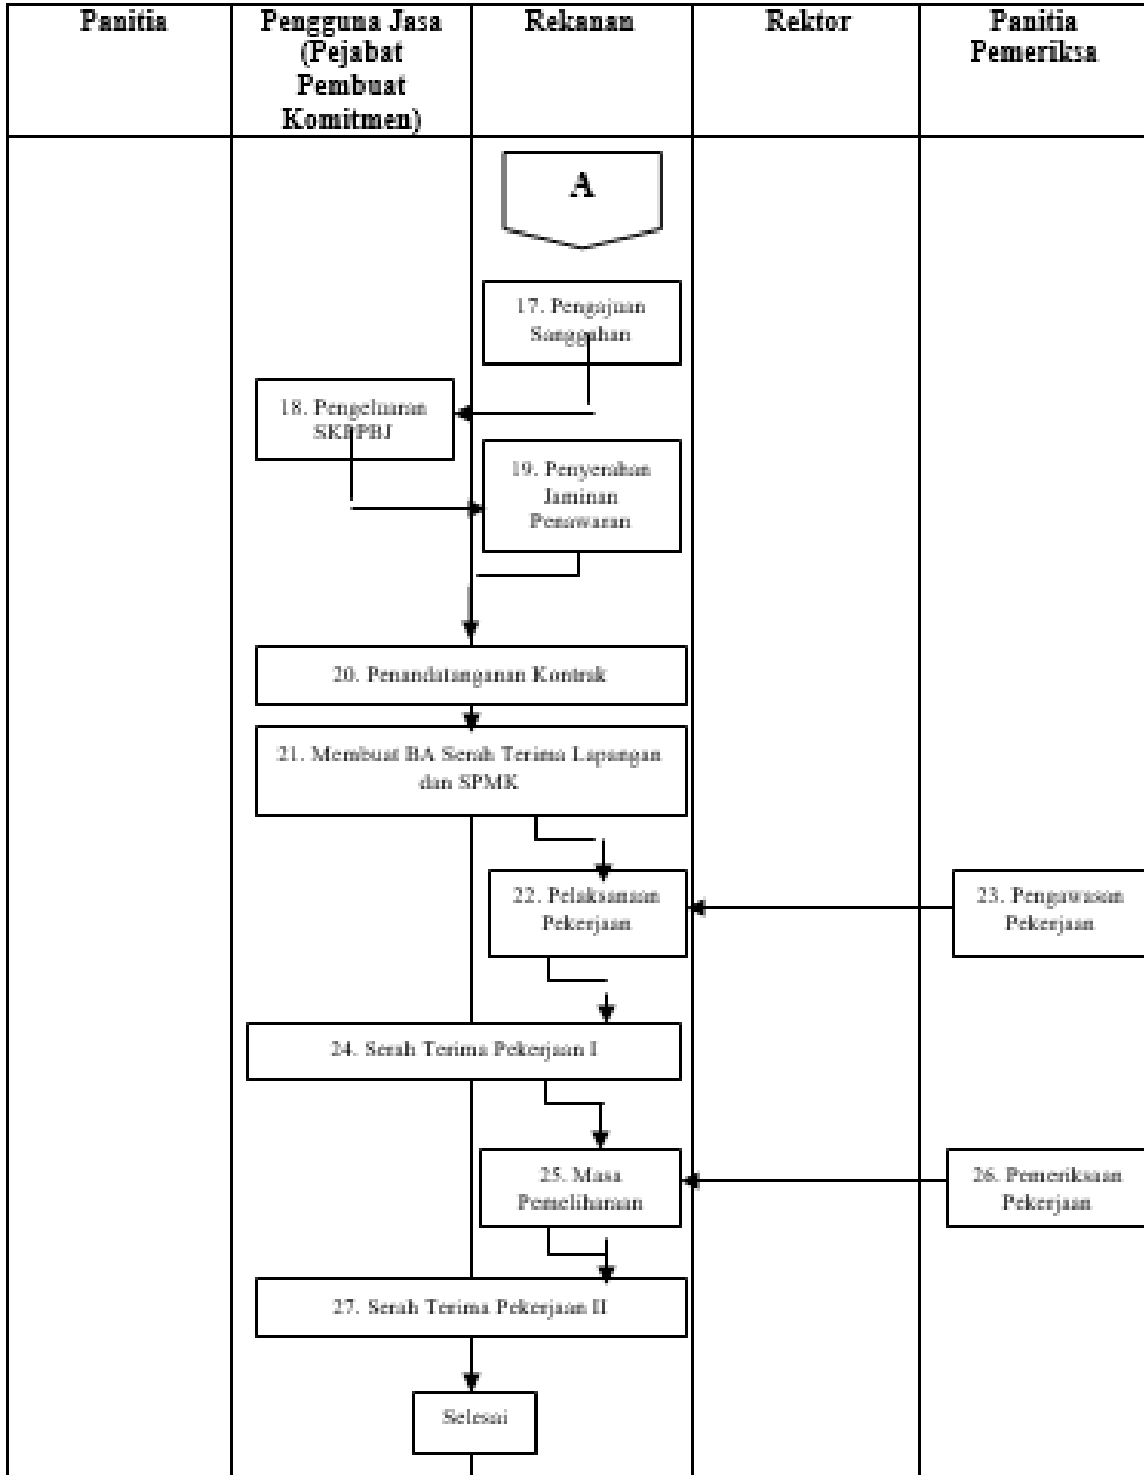 Panitia
Pengguna Jasa
(Pejabat
Pembuat
Komitmen)
Rekanan
Rektor
Panitia
Pemeriksa
A
17. Pengajuan
Sanggahan
18. Pengeluaran
SKPPBJ
19. Penyerahan
Jaminan
Penawaran
20. Penandatanganan Kontrak
21. Membuat BA Serah Terima Lapangan
dan SPMK
22. Pelaksanaan
Pekerjaan
23. Pengawasan
Pekerjaan
24. Serah Terima Pekerjaan I
25. Masa
Pemeliharaan
26. Pemeriksaan
Pekerjaan
27. Serah Terima Pekerjaan II
Selesai